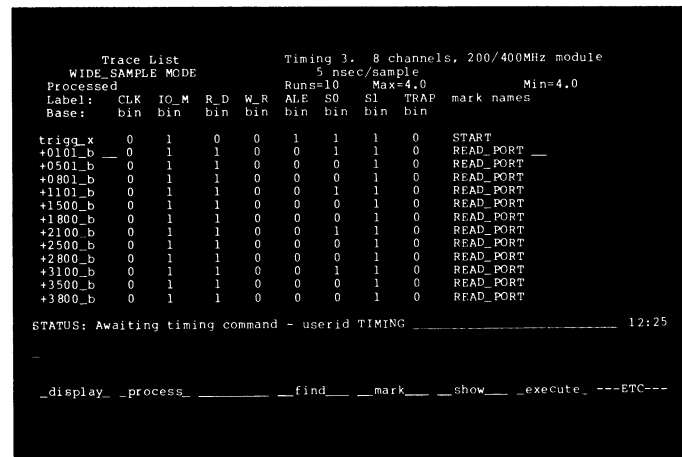 Trace List Timing 3. 8 channels, 200/400MHz module
WIDE_SAMPLE MODE 5 nsec/sample
Processed Runs=10 Max=4.0 Min=4.0
Label: CLK IO_M R_D W_R ALE S0 S1 TRAP mark names
Base: bin bin bin bin bin bin bin bin
trigg_x 0 1 0 0 1 1 1 0 START
+0101_b __ 0 1 1 0 0 1 1 0 READ_PORT __
+0501_b 0 1 1 0 0 0 1 0 READ_PORT
+0801_b 0 1 1 0 0 0 1 0 READ_PORT
+1101_b 0 1 1 0 0 1 1 0 READ_PORT
+1500_b 0 1 1 0 0 0 1 0 READ_PORT
+1800_b 0 1 1 0 0 0 1 0 READ_PORT
+2100_b 0 1 1 0 0 1 1 0 READ_PORT
+2500_b 0 1 1 0 0 0 1 0 READ_PORT
+2800_b 0 1 1 0 0 0 1 0 READ_PORT
+3100_b 0 1 1 0 0 1 1 0 READ_PORT
+3500_b 0 1 1 0 0 0 1 0 READ_PORT
+3800_b 0 1 1 0 0 0 1 0 READ_PORT
STATUS: Awaiting timing command - userid TIMING ________________________ 12:25
_display_ _process_ ________ __find___ __mark___ __show___ _execute_ ---ETC---